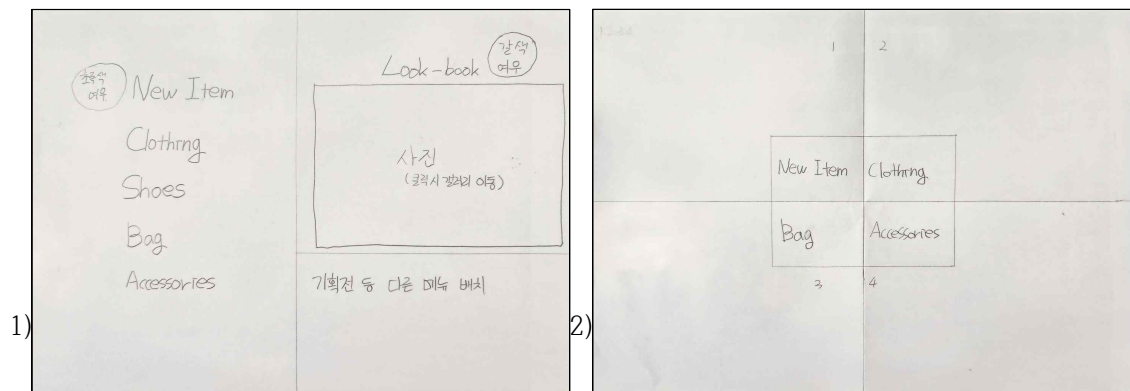 1)
초록색
여우
New Item
Clothing
Shoes
Bag
Accessories
Look-book
갈색
여우
사진
(클릭시 갤러리 이동)
기획전 등 다른 메뉴 배치
2)
1 2
New Item Clothing
Bag Accessories
3 4